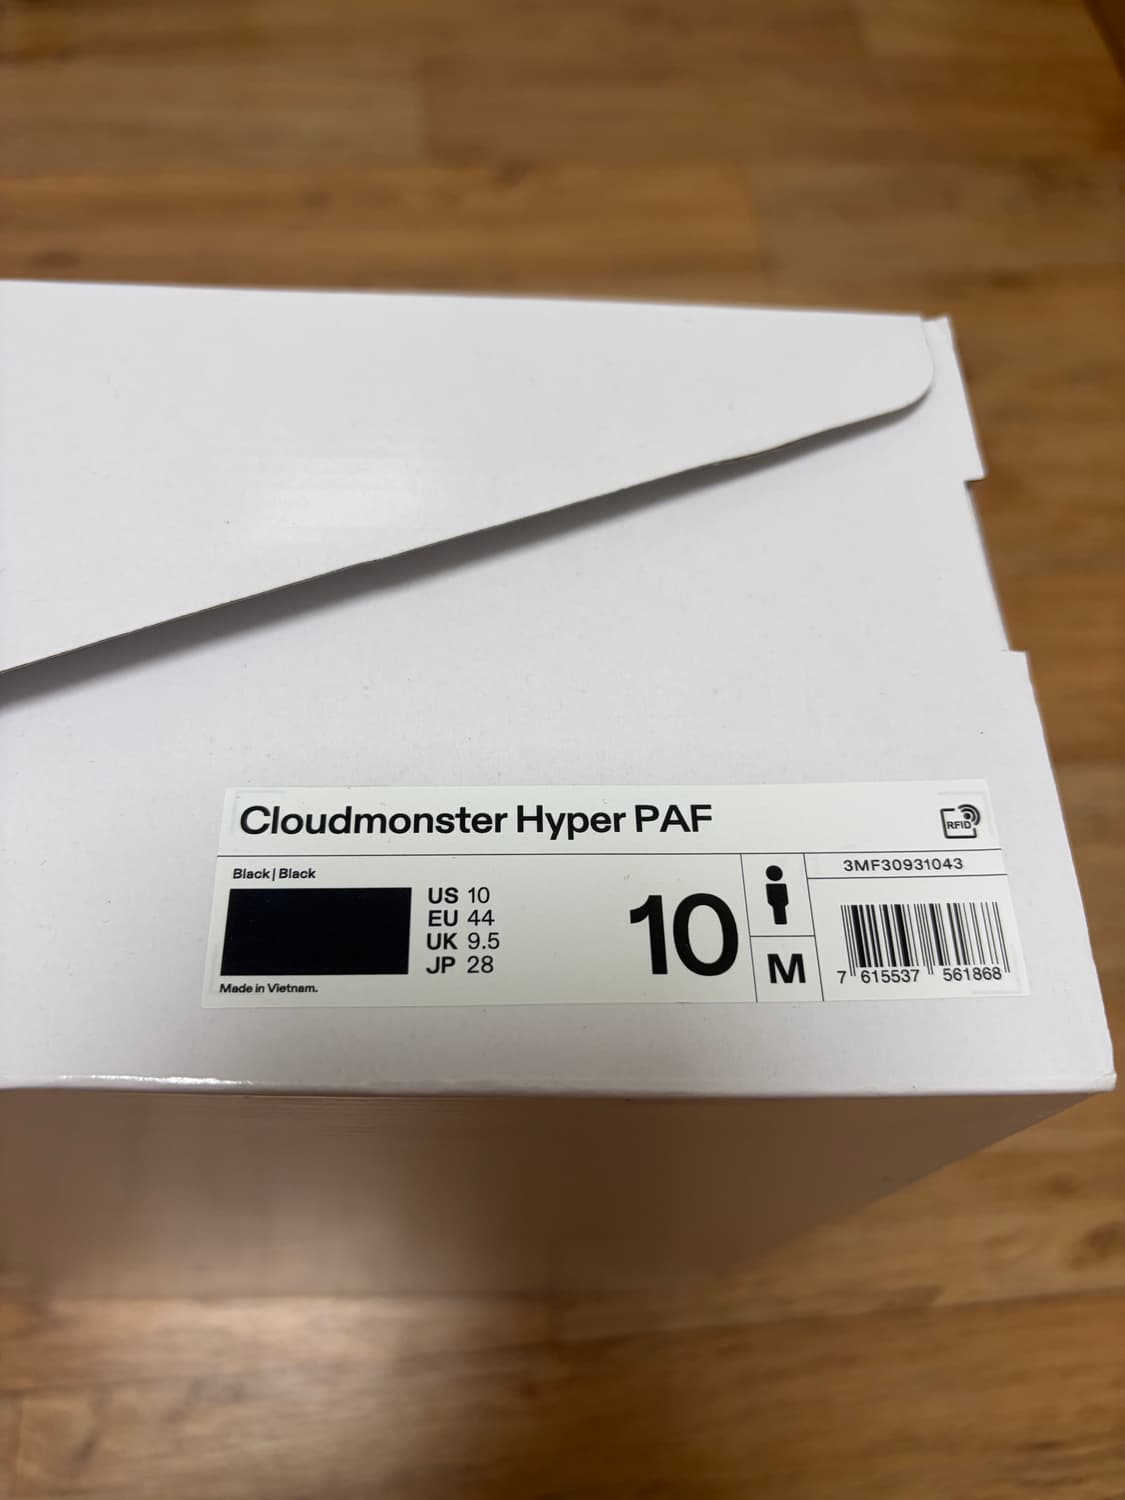 Cloudmonster Hyper PAF
RFID
Black | Black
US 10
EU 44
UK 9.5
JP 28
Made in Vietnam.
10
M
3MF30931043
7 615537 561868